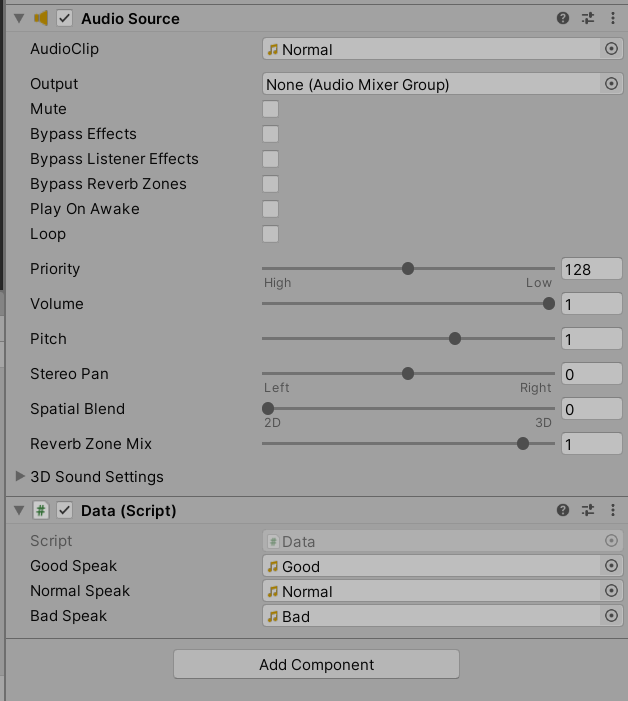 Audio Source
AudioClip Normal
Output None (Audio Mixer Group)
Mute
Bypass Effects
Bypass Listener Effects
Bypass Reverb Zones
Play On Awake
Loop
Priority 128
High Low
Volume 1
Pitch 1
Stereo Pan 0
Left Right
Spatial Blend 0
2D 3D
Reverb Zone Mix 1
3D Sound Settings
# Data (Script)
Script # Data
Good Speak Good
Normal Speak Normal
Bad Speak Bad
Add Component